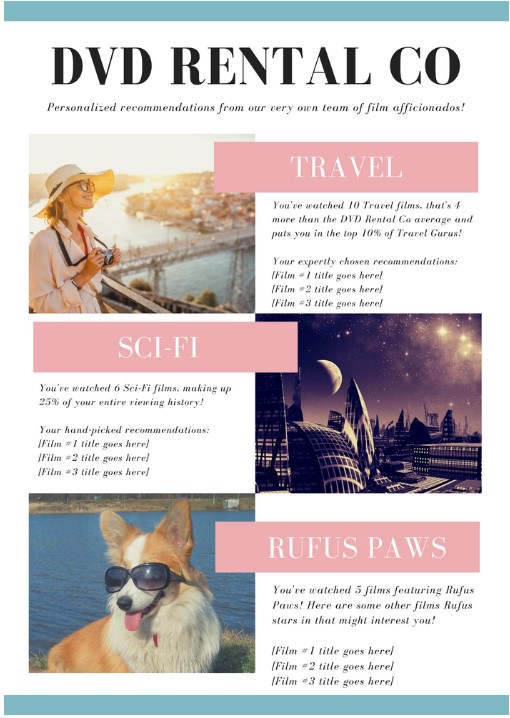 DVD RENTAL CO
Personalized recommendations from our very own team of film afficionados!
TRAVEL
You've watched 10 Travel films, that's 4
more than the DVD Rental Co average and
puts you in the top 10% of Travel Gurus!
Your expertly chosen recommendations:
[Film #1 title goes here]
[Film #2 title goes here]
[Film #3 title goes here]
SCI-FI
You've watched 6 Sci-Fi films, making up
25% of your entire viewing history!
Your hand-picked recommendations:
[Film #1 title goes here]
[Film #2 title goes here]
[Film #3 title goes here]
RUFUS PAWS
You've watched 5 films featuring Rufus
Paws! Here are some other films Rufus
stars in that might interest you!
[Film #1 title goes here]
[Film #2 title goes here]
[Film #3 title goes here]